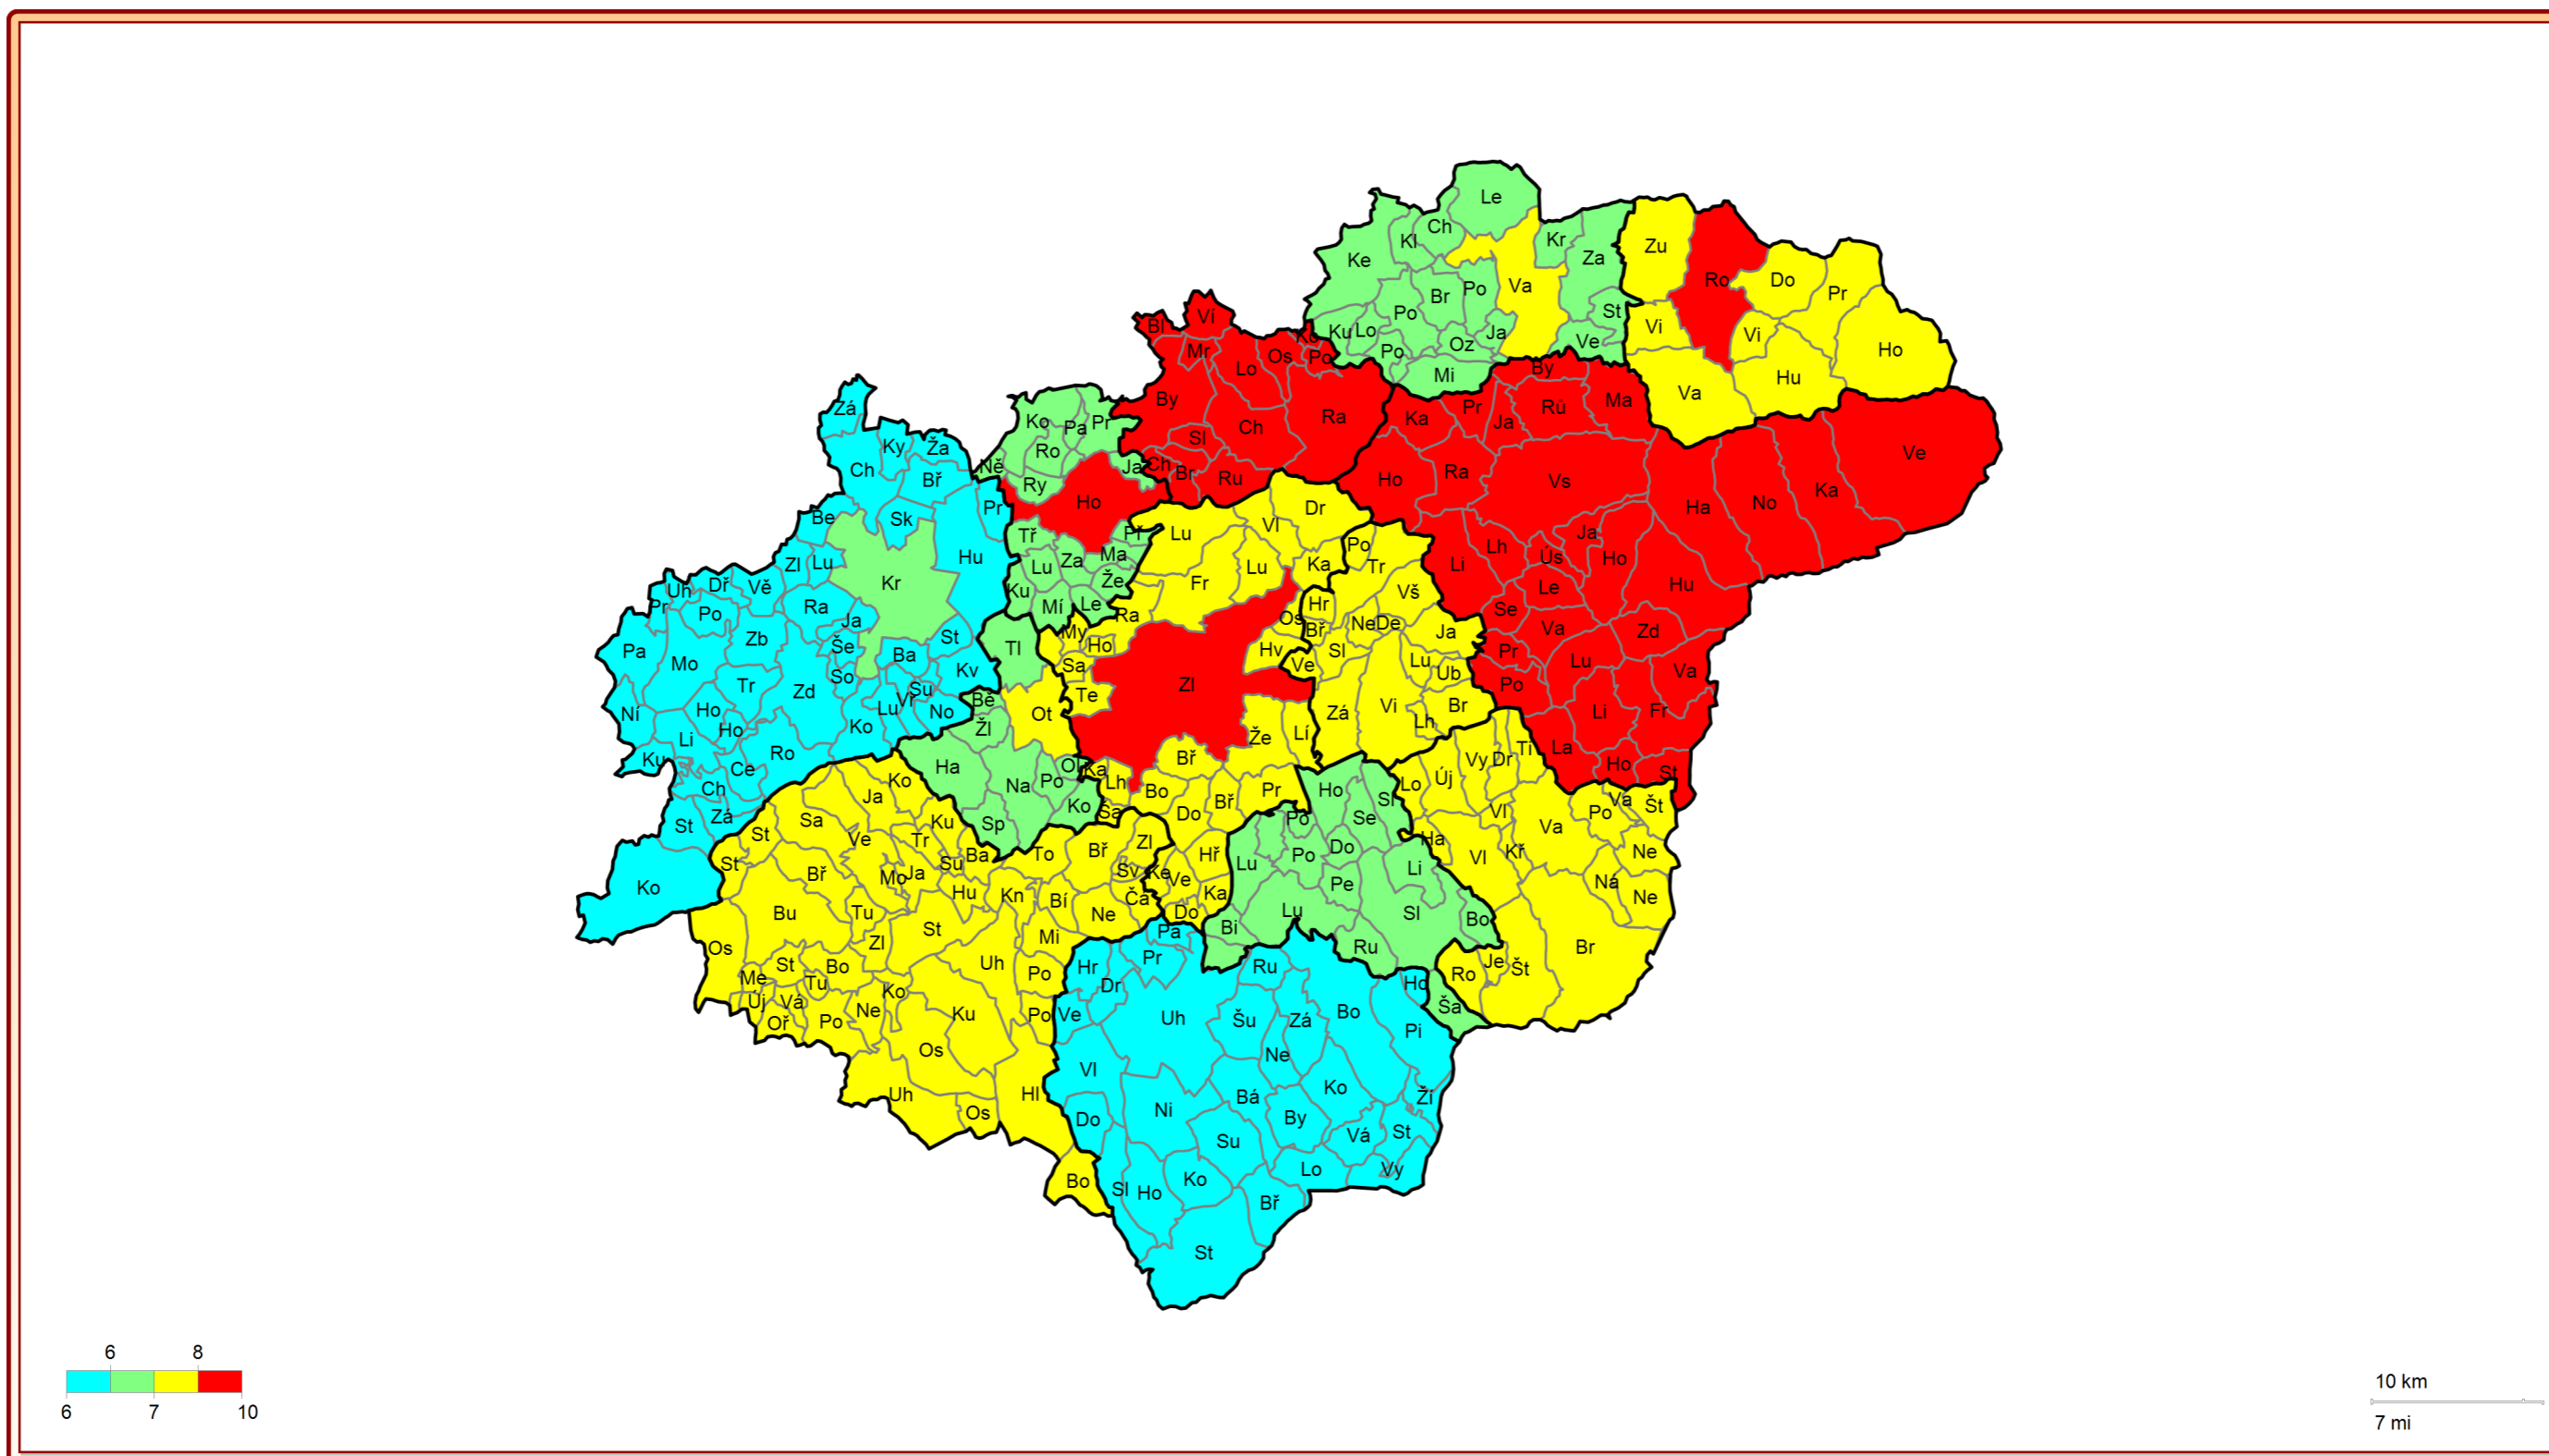 Le
Ch
Kl
Ke
Kr
Za
Zu
Ro
Do
Pr
Va
Po
Br
Po
St
Ku
Lo
Ja
Oz
Po
Ve
Mi
Vi
Vi
Ho
Hu
Va
Ví
Bl
Mr
Lo
Os
Ko
Po
By
Ra
Sl
Ch
Ch
Br
Ru
By
Ma
Rů
Ka
Pr
Ja
Ho
Ra
Vs
Ha
No
Ka
Ve
Zá
Ky
Ža
Ch
Bř
Pr
Be
Sk
Hu
Ko
Pa
Pr
Ro
Ně
Ry
Ja
Ho
Tř
Př
Za
Ma
Lu
Že
Ku
Mí
Le
Dr
Vl
Lu
Po
Ka
Tr
Lu
Fr
Ra
Vš
Li
Lh
Ja
Ús
Ho
Le
Hu
Se
Va
Zd
Zl
Lu
Kr
Uh
Dř
Vě
Pr
Po
Ra
Ja
Zb
Še
St
Ba
Pa
Mo
Tr
Zd
So
Su
Kv
Ní
Ho
Ho
Lu
Vř
No
Li
Ko
Ku
Ce
Ro
Ch
Zá
St
Ko
Tl
My
Ho
Sa
Te
Zl
Os
Hr
Bř
Hv
Ve
Ne
De
Sl
Ja
Lu
Ub
Pr
Lu
Va
Po
Bě
Žl
Ot
Zá
Vi
Br
Lh
Li
Fr
Že
Lí
Ha
Na
Po
Ol
Ka
Lh
Bř
Ko
Bo
Ša
Do
Bř
Pr
Sp
Ho
Sl
Lo
Új
Vy
Dr
Ti
La
Ho
St
Ko
Ja
Sa
Ku
St
Ve
Tr
Su
Ba
To
Bř
Zl
Hř
Lu
Po
Po
Do
Se
Ha
Vl
Vl
Kř
Va
Po
Va
Št
Ne
St
Bř
Mo
Ja
Hu
Kn
Bí
Sv
Ke
Ve
Ča
Ka
Ne
Do
Pe
Li
Ná
Ne
Bu
Tu
Zl
St
Mi
Lu
Bi
Sl
Bo
Br
Os
St
Bo
Uh
Pa
Ru
Me
Tu
Po
Hr
Pr
Ru
Je
Št
Ro
Új
Vá
Ko
Dr
Ho
Ša
Oř
Po
Ne
Ku
Po
Ve
Uh
Šu
Zá
Bo
Pi
Os
Vl
Ne
Uh
Hl
Ko
Ží
Os
Do
Ni
Bá
By
Vá
St
Su
Bo
Sl
Ho
Ko
Lo
Vy
Bř
St
6
8
6
7
10
10 km
7 mi